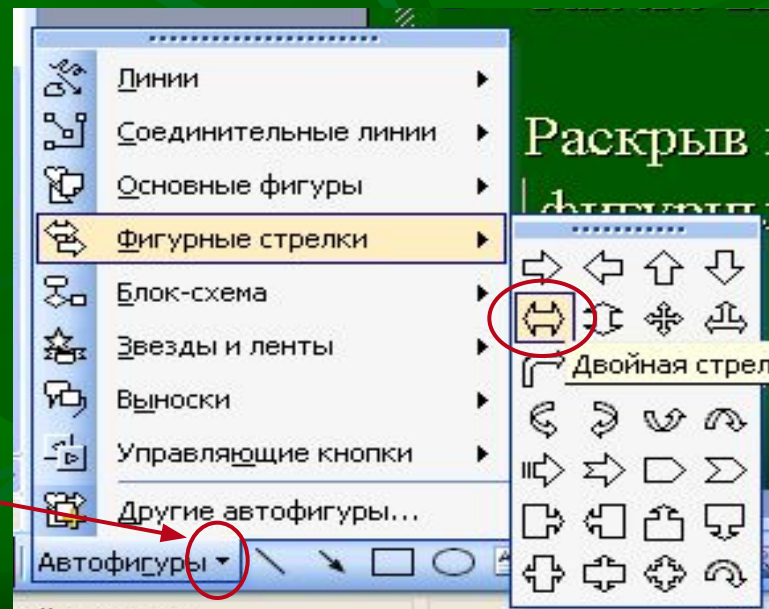 Линии
Соединительные линии
Основные фигуры
Фигурные стрелки
Блок-схема
Звезды и ленты
Выноски
Управляющие кнопки
Другие автофигуры...
Автофигуры
Раскрыв
Двойная стрел